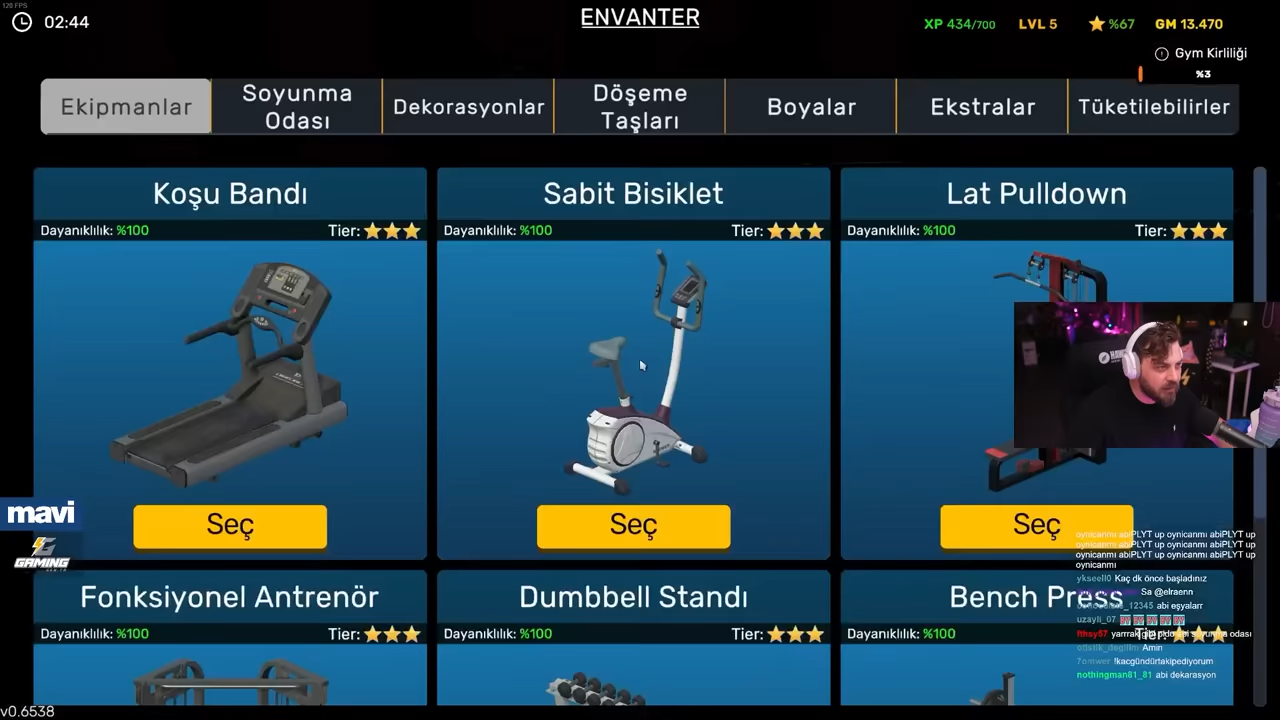 120 FPS
02:44
ENVANTER
XP 434/700
LVL 5
%67
GM 13.470
Gym Kirliliği
%3
Ekipmanlar
Soyunma
Odası
Dekorasyonlar
Döşeme
Taşları
Boyalar
Ekstralar
Tüketilebilirler
Koşu Bandı
Sabit Bisiklet
Lat Pulldown
Dayanıklılık: %100
Tier:
Dayanıklılık: %100
Tier:
Dayanıklılık: %100
Tier:
Seç
Seç
Seç
mavi
GAMING
Fonksiyonel Antrenör
Dumbbell Standı
Bench Press
Dayanıklılık: %100
Tier:
Dayanıklılık: %100
Tier:
Dayanıklılık: %100
Tier:
oynicanmı abiPLYT up oynicanmı abiPLYT up
oynicanmı abiPLYT up oynicanmı abiPLYT up
oynicanmı abiPLYT up oynicanmı abiPLYT up
oynicanmı
ykseell0 Kaç dk önce başladınız
Sa @elraenn
abi eşyalarr
uzayli_07
odası
Amin
7omwer !kacgündürtakipediyorum
nothingman81_81 abi dekarasyon
v0.6538